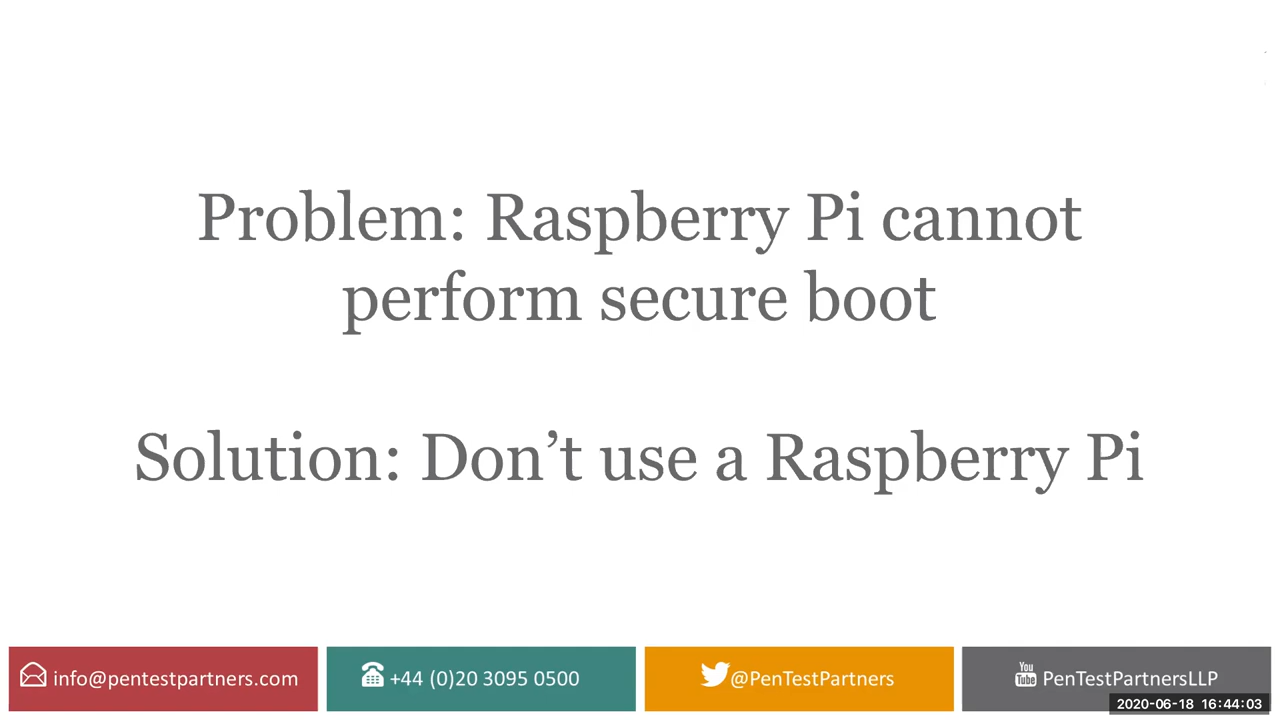 Problem: Raspberry Pi cannot
perform secure boot
Solution: Don’t use a Raspberry Pi
info@pentestpartners.com
+44 (0)20 3095 0500
@PenTestPartners
You Tube PenTestPartnersLLP
2020-06-18 16:44:03